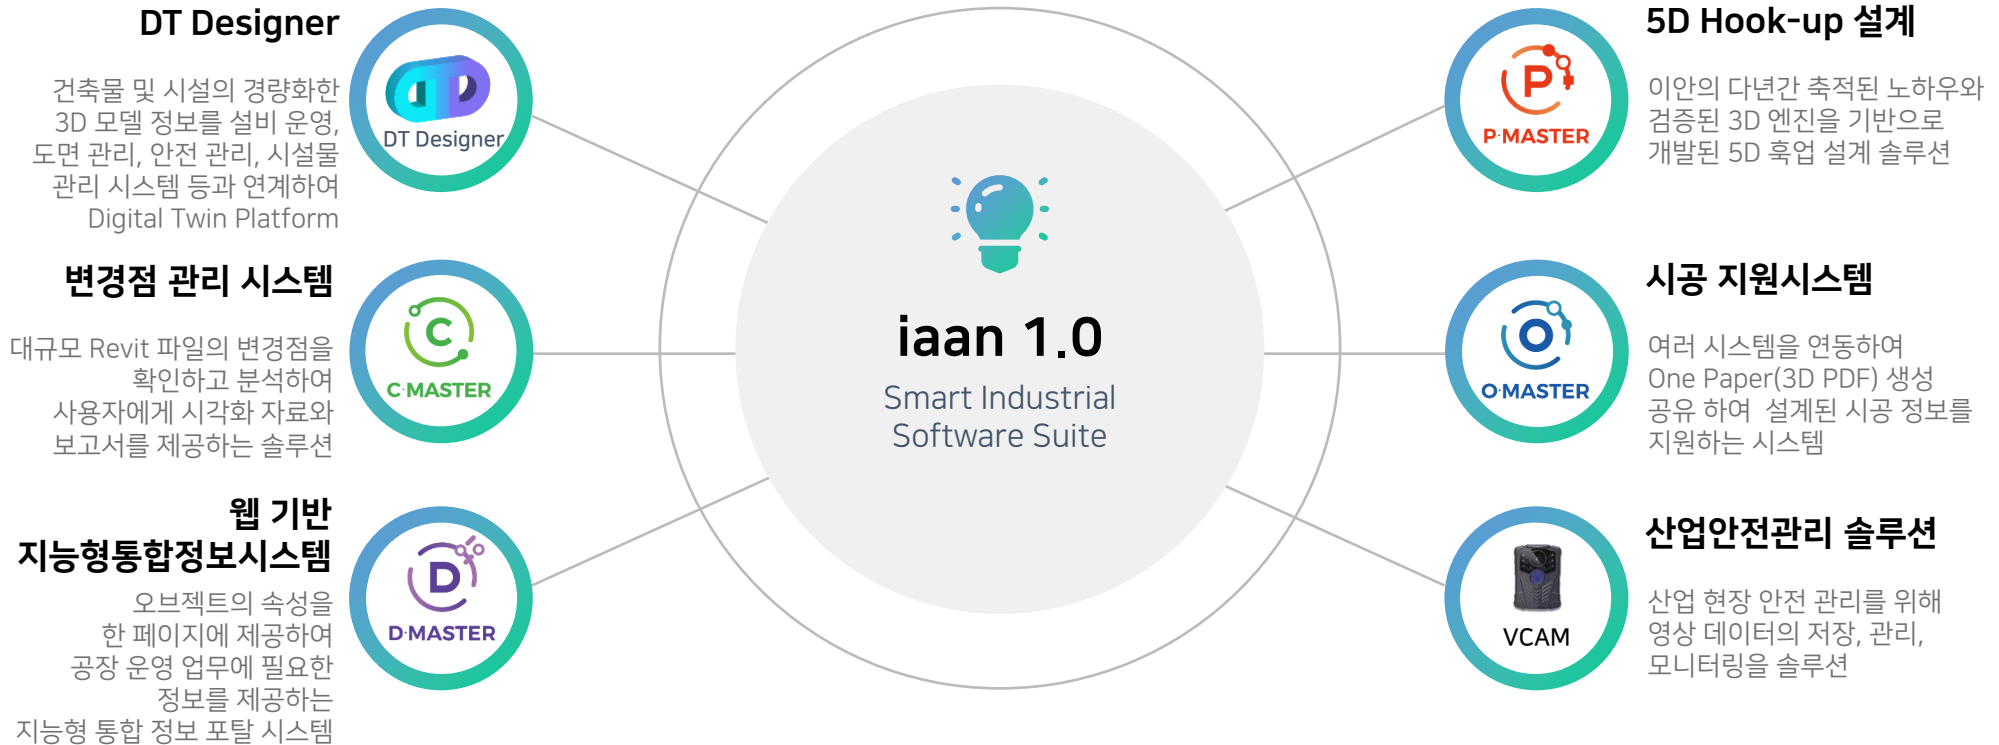 DT Designer
건축물 및 시설의 경량화한
3D 모델 정보를 설비 운영,
도면 관리, 안전 관리, 시설물
관리 시스템 등과 연계하여
Digital Twin Platform
DT Designer
변경점 관리 시스템
대규모 Revit 파일의 변경점을
확인하고 분석하여
사용자에게 시각화 자료와
보고서를 제공하는 솔루션
C
C·MASTER
웹 기반
지능형통합정보시스템
오브젝트의 속성을
한 페이지에 제공하여
공장 운영 업무에 필요한
정보를 제공하는
지능형 통합 정보 포탈 시스템
D
D·MASTER
iaan 1.0
Smart Industrial
Software Suite
5D Hook-up 설계
P
P·MASTER
이안의 다년간 축적된 노하우와
검증된 3D 엔진을 기반으로
개발된 5D 훅업 설계 솔루션
시공 지원시스템
O
O·MASTER
여러 시스템을 연동하여
One Paper(3D PDF) 생성
공유 하여  설계된 시공 정보를
지원하는 시스템
산업안전관리 솔루션
VCAM
산업 현장 안전 관리를 위해
영상 데이터의 저장, 관리,
모니터링을 솔루션